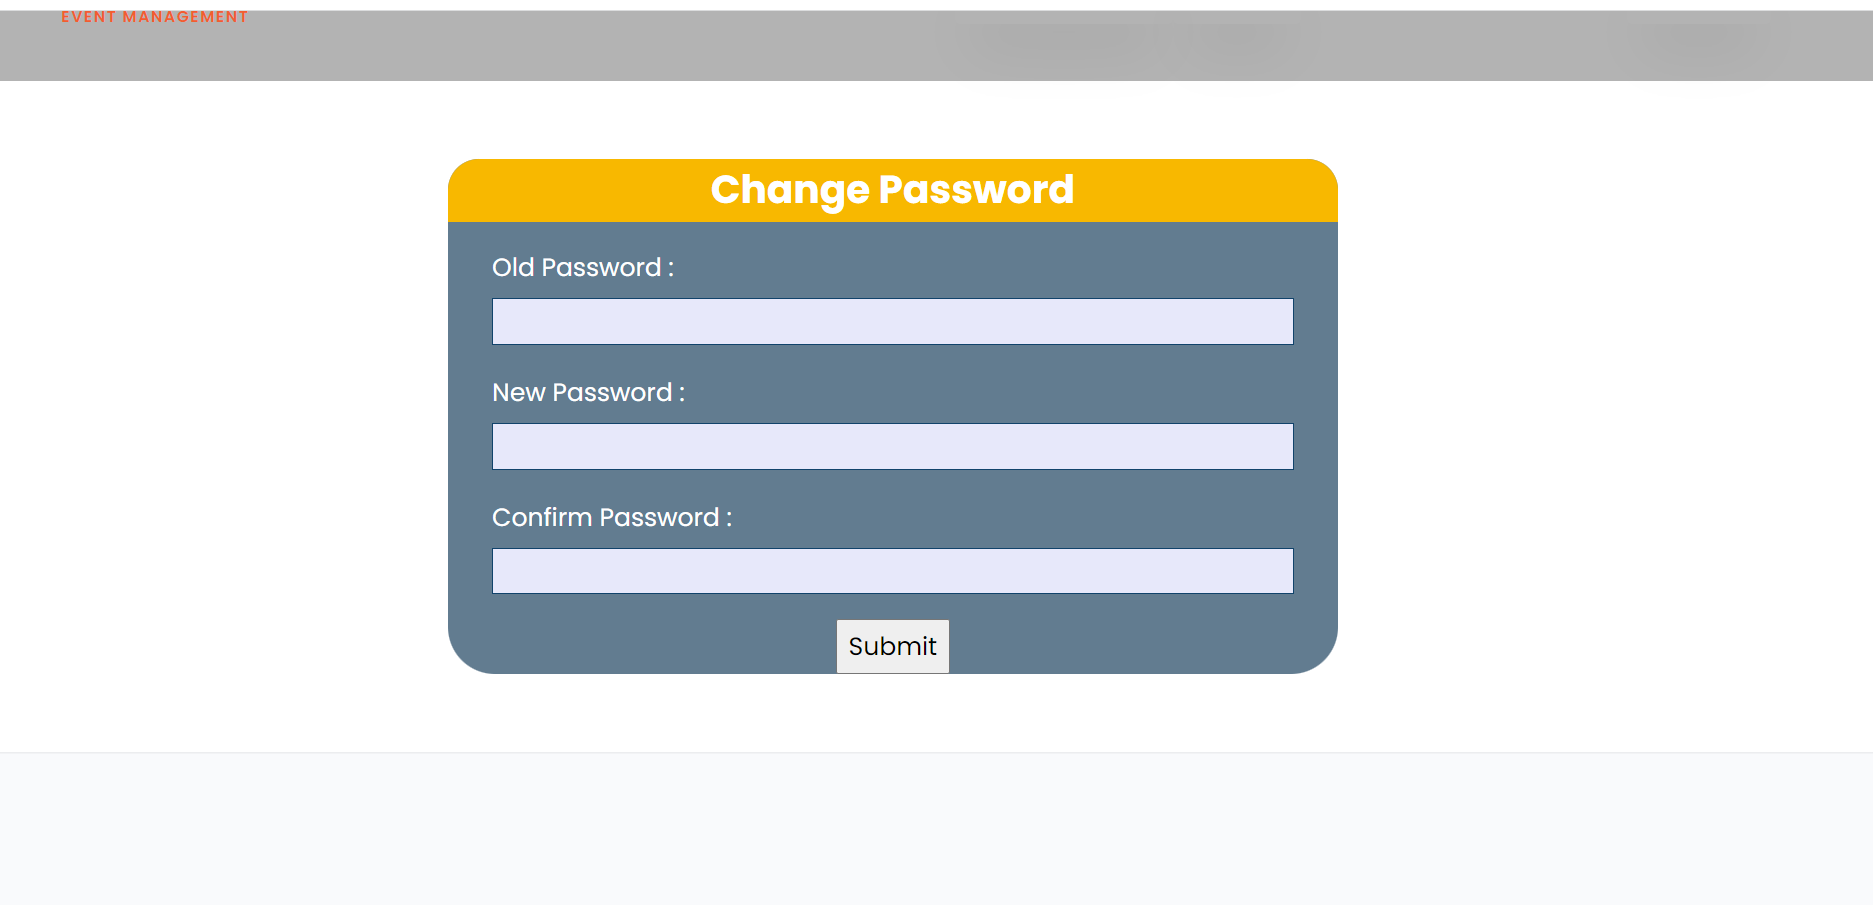 EVENT MANAGEMENT
Change Password
Old Password :
New Password :
Confirm Password :
Submit